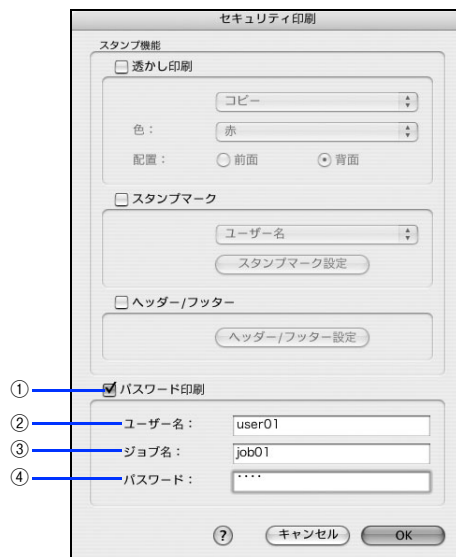 セキュリティ印刷
スタンプ機能
透かし印刷
コピー
色： 赤
配置： 前面 背面
スタンプマーク
ユーザー名
スタンプマーク設定
ヘッダー/フッター
ヘッダー/フッター設定
① パスワード印刷
② ユーザー名： user01
③ ジョブ名： job01
④ パスワード： ････
? キャンセル OK